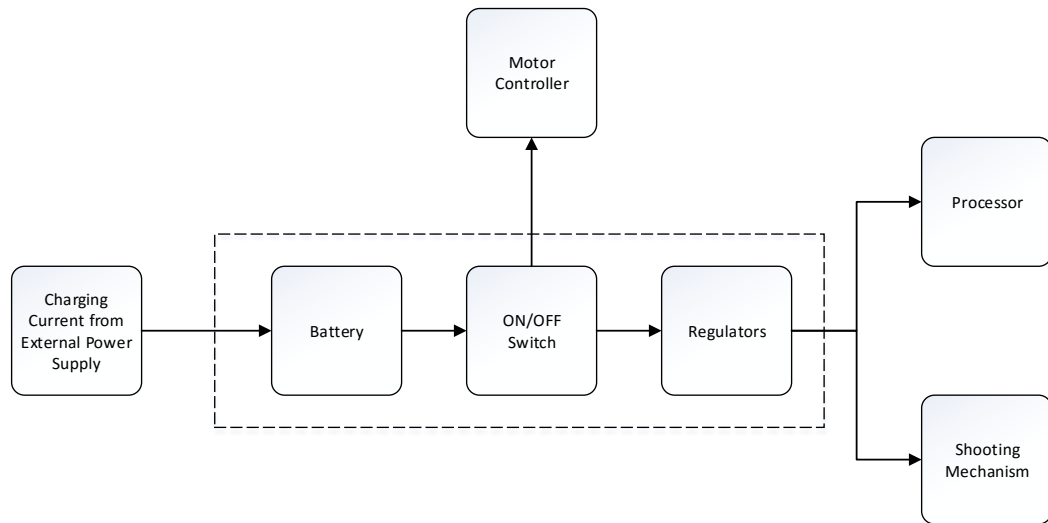 Motor
Controller
Processor
Charging
Current from
External Power
Supply
Battery
ON/OFF
Switch
Regulators
Shooting
Mechanism